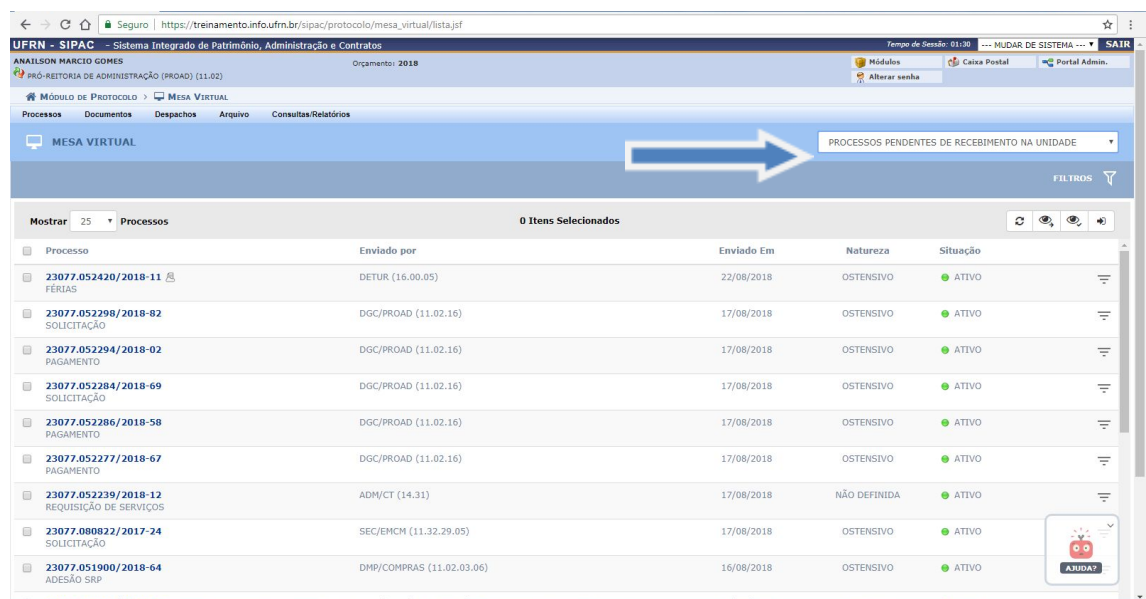 Seguro | https://treinamento.info.ufrn.br/sipac/protocolo/mesa_virtual/lista.jsf
UFRN - SIPAC - Sistema Integrado de Patrimônio, Administração e Contratos Tempo de Sessão: 01:30 --- MUDAR DE SISTEMA --- SAIR
ANAILSON MARCIO GOMES Orçamento: 2018 Módulos Caixa Postal Portal Admin.
PRÓ-REITORIA DE ADMINISTRAÇÃO (PROAD) (11.02) Alterar senha
MÓDULO DE PROTOCOLO > MESA VIRTUAL
Processos Documentos Despachos Arquivo Consultas/Relatórios
MESA VIRTUAL PROCESSOS PENDENTES DE RECEBIMENTO NA UNIDADE
FILTROS
Mostrar 25 Processos 0 Itens Selecionados
Processo Enviado por Enviado Em Natureza Situação
23077.052420/2018-11 DETUR (16.00.05) 22/08/2018 OSTENSIVO ATIVO
FÉRIAS
23077.052298/2018-82 DGC/PROAD (11.02.16) 17/08/2018 OSTENSIVO ATIVO
SOLICITAÇÃO
23077.052294/2018-02 DGC/PROAD (11.02.16) 17/08/2018 OSTENSIVO ATIVO
PAGAMENTO
23077.052284/2018-69 DGC/PROAD (11.02.16) 17/08/2018 OSTENSIVO ATIVO
SOLICITAÇÃO
23077.052286/2018-58 DGC/PROAD (11.02.16) 17/08/2018 OSTENSIVO ATIVO
PAGAMENTO
23077.052277/2018-67 DGC/PROAD (11.02.16) 17/08/2018 OSTENSIVO ATIVO
PAGAMENTO
23077.052239/2018-12 ADM/CT (14.31) 17/08/2018 NÃO DEFINIDA ATIVO
REQUISIÇÃO DE SERVIÇOS
23077.080822/2017-24 SEC/EMCM (11.32.29.05) 17/08/2018 OSTENSIVO ATIVO
SOLICITAÇÃO
23077.051900/2018-64 DMP/COMPRAS (11.02.03.06) 16/08/2018 OSTENSIVO ATIVO AJUDA?
ADESÃO SRP